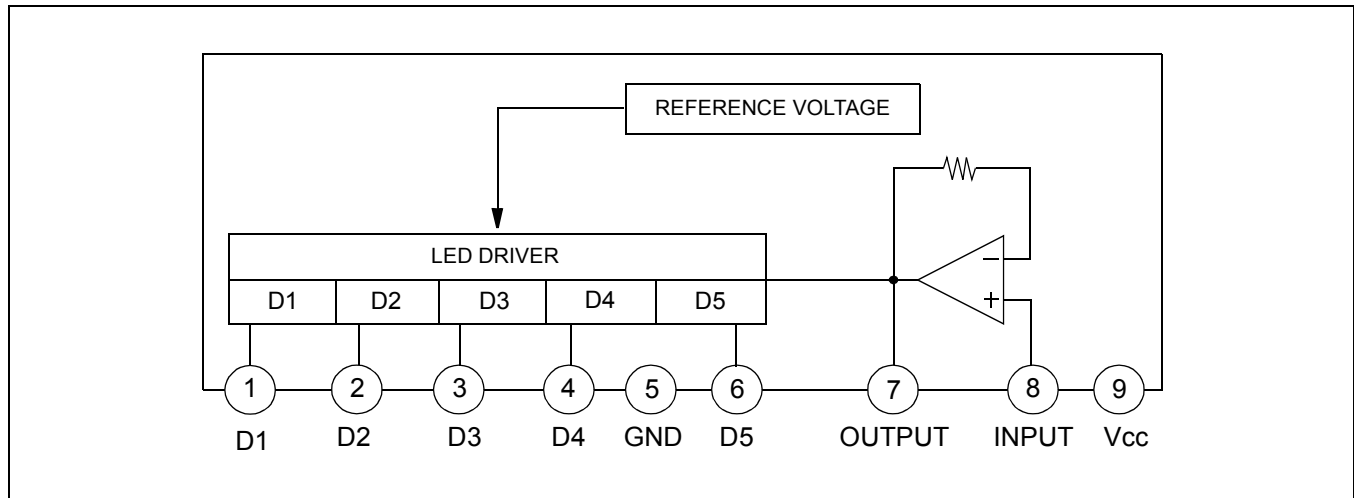 REFERENCE VOLTAGE
LED DRIVER
D1 D2 D3 D4 D5
− +
1 2 3 4 5 6 7 8 9
D1 D2 D3 D4 GND D5 OUTPUT INPUT Vcc